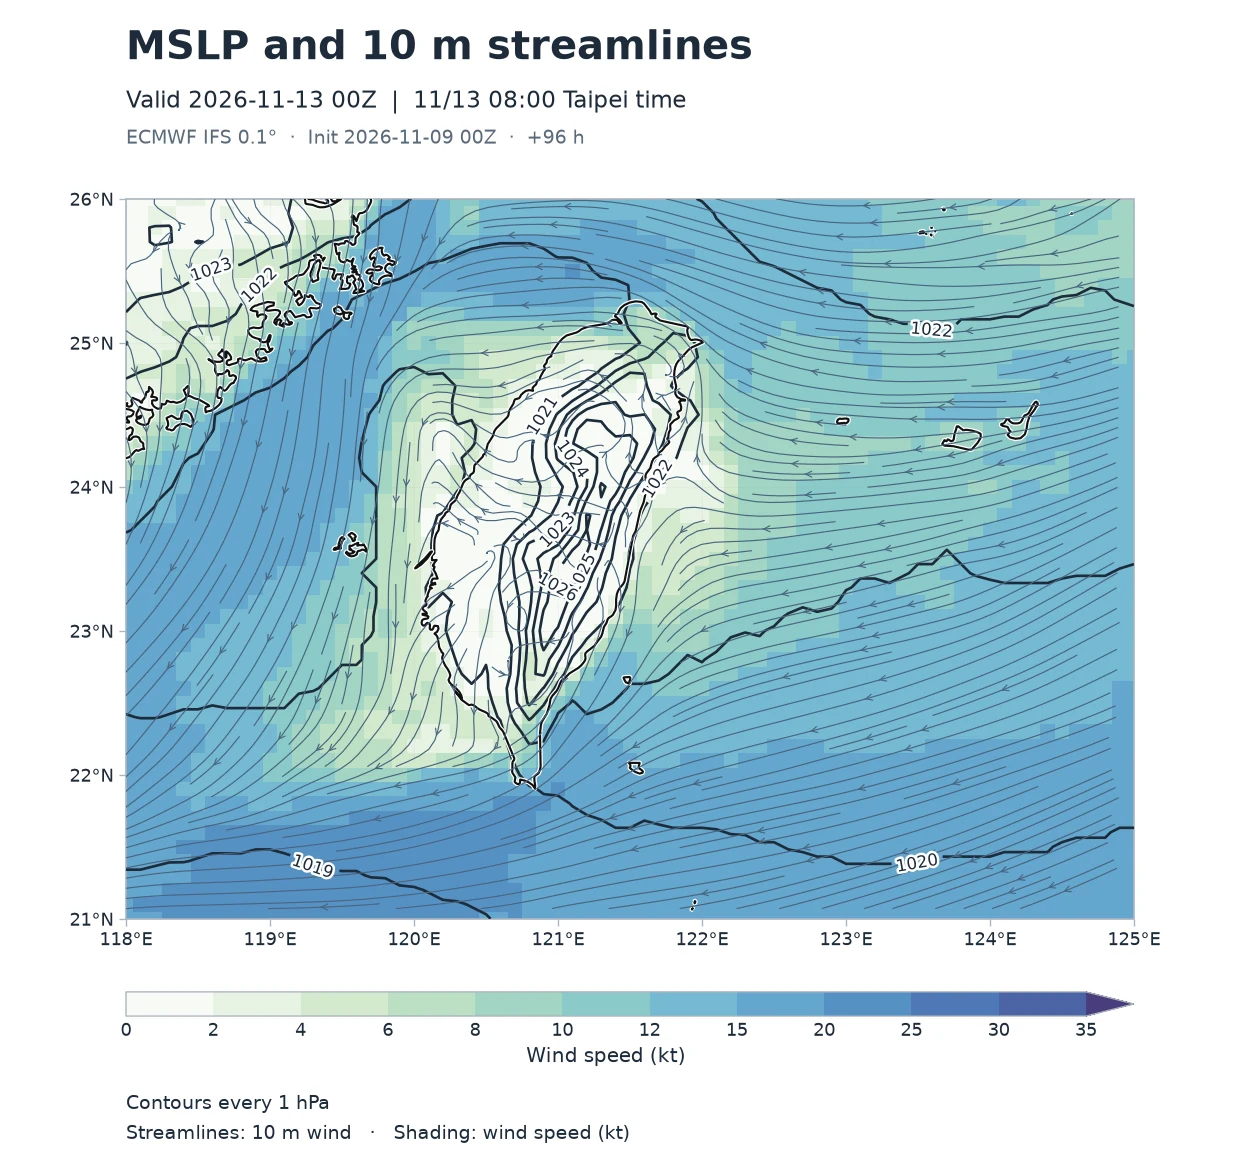 MSLP and 10 m streamlines
Valid 2026-11-13 00Z | 11/13 08:00 Taipei time
ECMWF IFS 0.1° · Init 2026-11-09 00Z · +96 h
26°N
25°N
24°N
23°N
22°N
21°N
1023
1022
1022
1021
1024
1022
1023
1026
1019
1020
118°E 119°E 120°E 121°E 122°E 123°E 124°E 125°E
0 2 4 6 8 10 12 15 20 25 30 35
Wind speed (kt)
Contours every 1 hPa
Streamlines: 10 m wind · Shading: wind speed (kt)